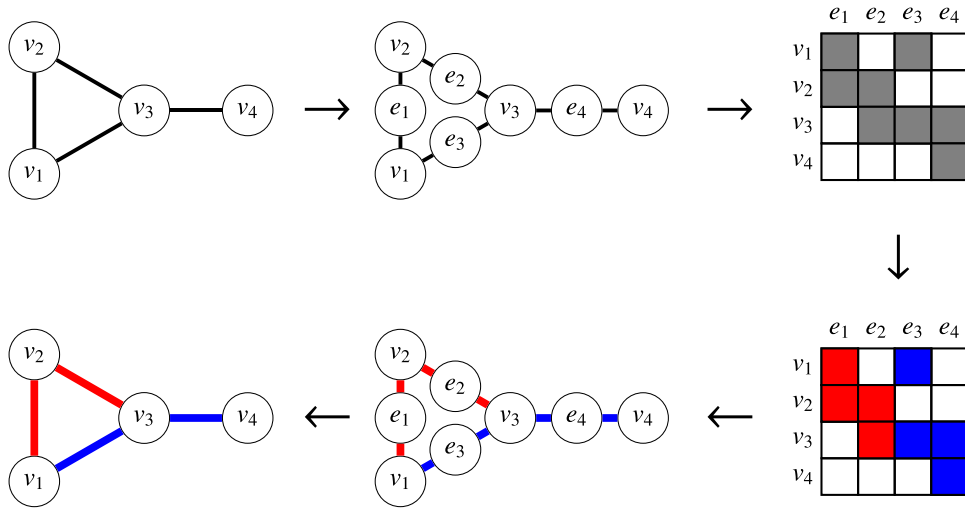 v₂
v₃ v₄
v₁
v₂
e₂
e₁ v₃ e₄ v₄
e₃
v₁
e₁ e₂ e₃ e₄
v₁
v₂
v₃
v₄
v₂
v₃ v₄
v₁
v₂
e₂
e₁ v₃ e₄ v₄
e₃
v₁
e₁ e₂ e₃ e₄
v₁
v₂
v₃
v₄